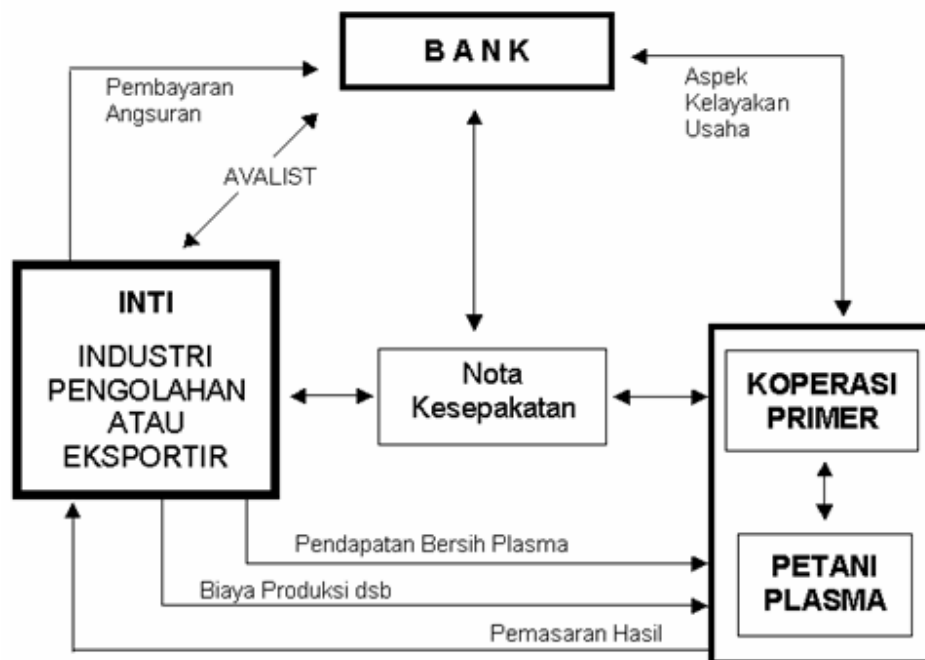 B A N K
Pembayaran
Angsuran
Aspek
Kelayakan
Usaha
AVALIST
INTI
INDUSTRI
PENGOLAHAN
ATAU
EKSPORTIR
Nota
Kesepakatan
KOPERASI
PRIMER
PETANI
PLASMA
Pendapatan Bersih Plasma
Biaya Produksi dsb
Pemasaran Hasil